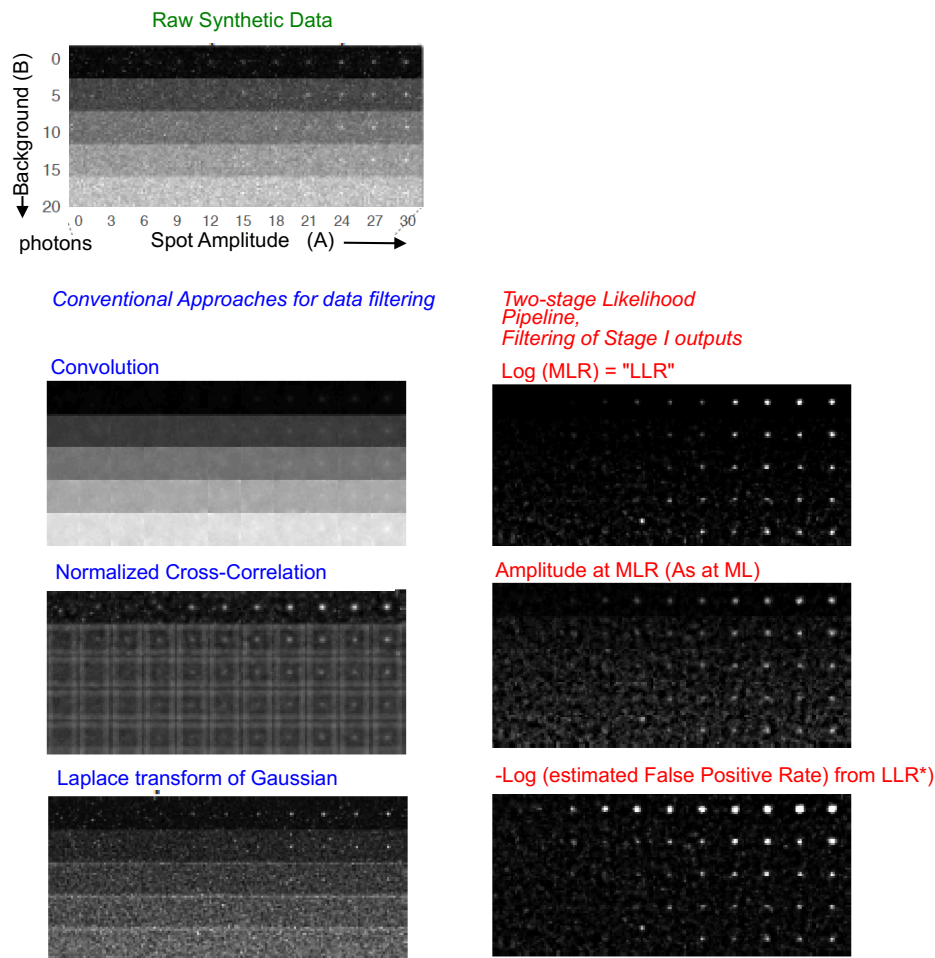 Raw Synthetic Data
Background (B)
0
5
10
15
20
0 3 6 9 12 15 18 21 24 27 30
photons
Spot Amplitude (A)
Conventional Approaches for data filtering
Two-stage Likelihood
Pipeline,
Filtering of Stage I outputs
Convolution
Log (MLR) = "LLR"
Normalized Cross-Correlation
Amplitude at MLR (As at ML)
Laplace transform of Gaussian
-Log (estimated False Positive Rate) from LLR*)